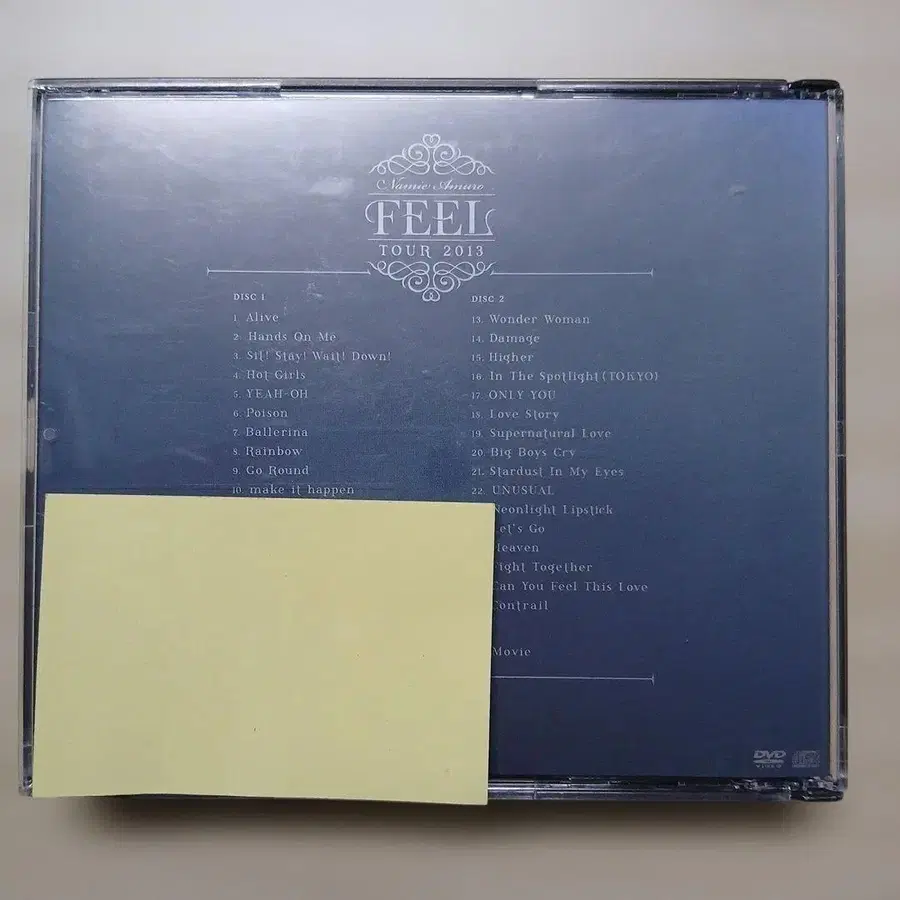 Namie Amuro
FEEL
TOUR 2013
DISC 1
1. Alive
2. Hands On Me
3. Sit! Stay! Wait! Down!
4. Hot Girls
5. YEAH-OH
6. Poison
7. Ballerina
8. Rainbow
9. Go Round
10. make it happen
DISC 2
13. Wonder Woman
14. Damage
15. Higher
16. In The Spotlight (TOKYO)
17. ONLY YOU
18. Love Story
19. Supernatural Love
20. Big Boys Cry
21. Stardust In My Eyes
22. UNUSUAL
Neonlight Lipstick
Let's Go
Heaven
Fight Together
Can You Feel This Love
Contrail
Movie
DVD